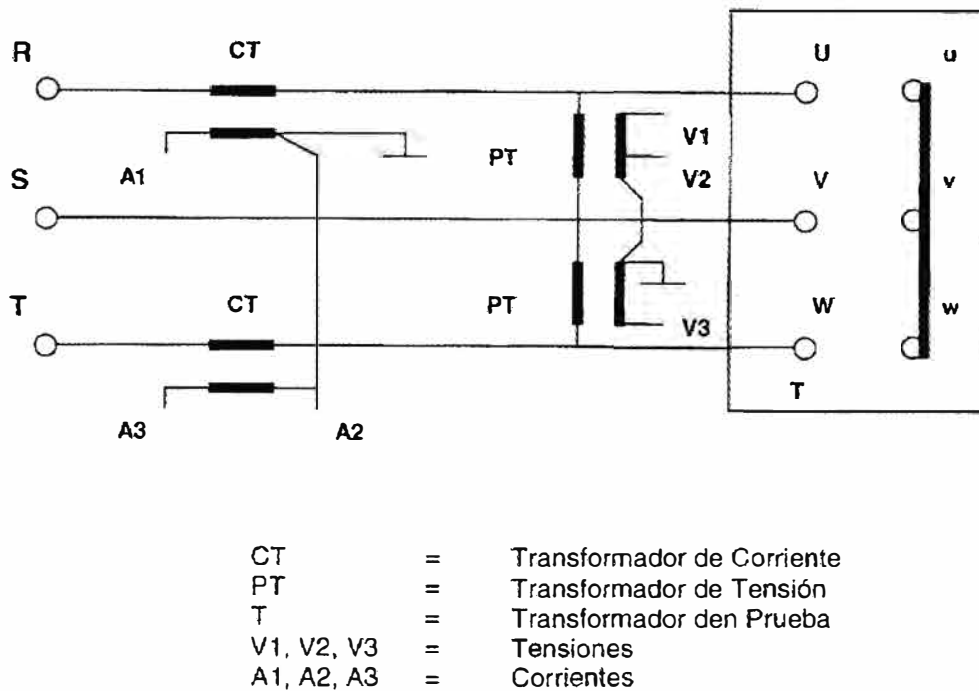 R CT U u
A1 PT V1
S V2 V v
T CT PT W w
V3
T
A3 A2
CT = Transformador de Corriente
PT = Transformador de Tensión
T = Transformador den Prueba
V1, V2, V3 = Tensiones
A1, A2, A3 = Corrientes